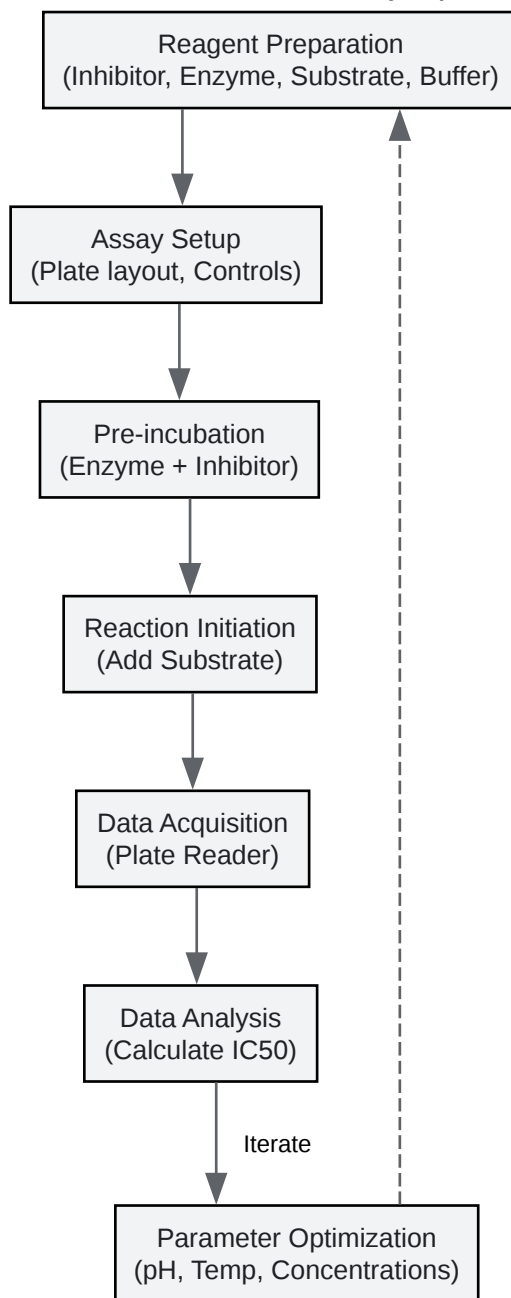 Reagent Preparation
(Inhibitor, Enzyme, Substrate, Buffer)
Assay Setup
(Plate layout, Controls)
Pre-incubation
(Enzyme + Inhibitor)
Reaction Initiation
(Add Substrate)
Data Acquisition
(Plate Reader)
Data Analysis
(Calculate IC50)
Iterate
Parameter Optimization
(pH, Temp, Concentrations)